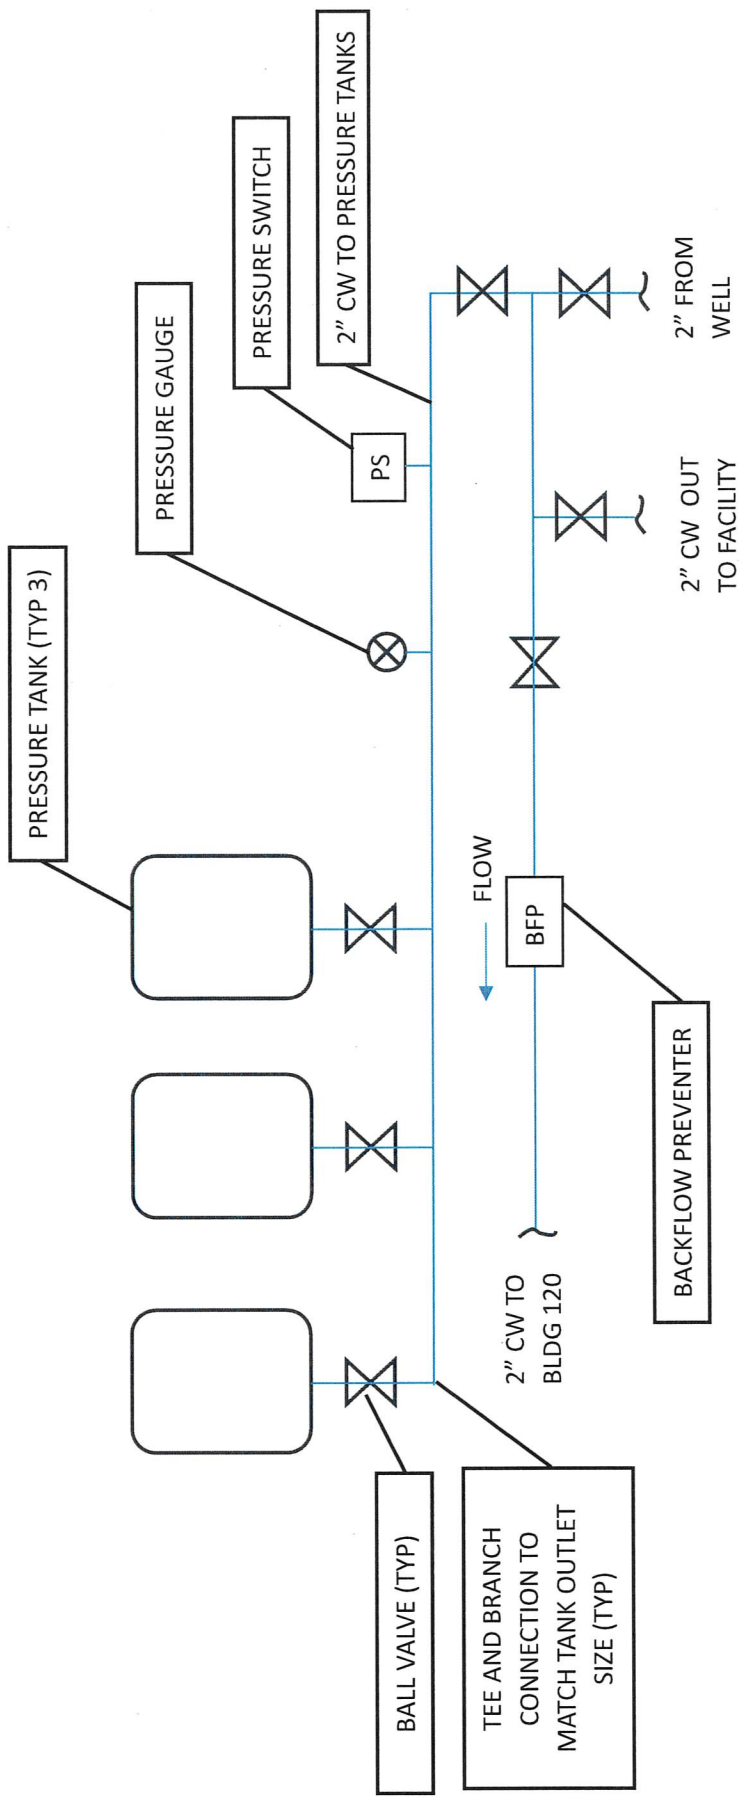 PRESSURE TANK (TYP 3)
PRESSURE GAUGE
PRESSURE SWITCH
2” CW TO PRESSURE TANKS
PS
BALL VALVE (TYP)
TEE AND BRANCH
CONNECTION TO
MATCH TANK OUTLET
SIZE (TYP)
FLOW
BFP
2” CW TO
BLDG 120
BACKFLOW PREVENTER
2” CW  OUT
TO FACILITY
2” FROM
WELL